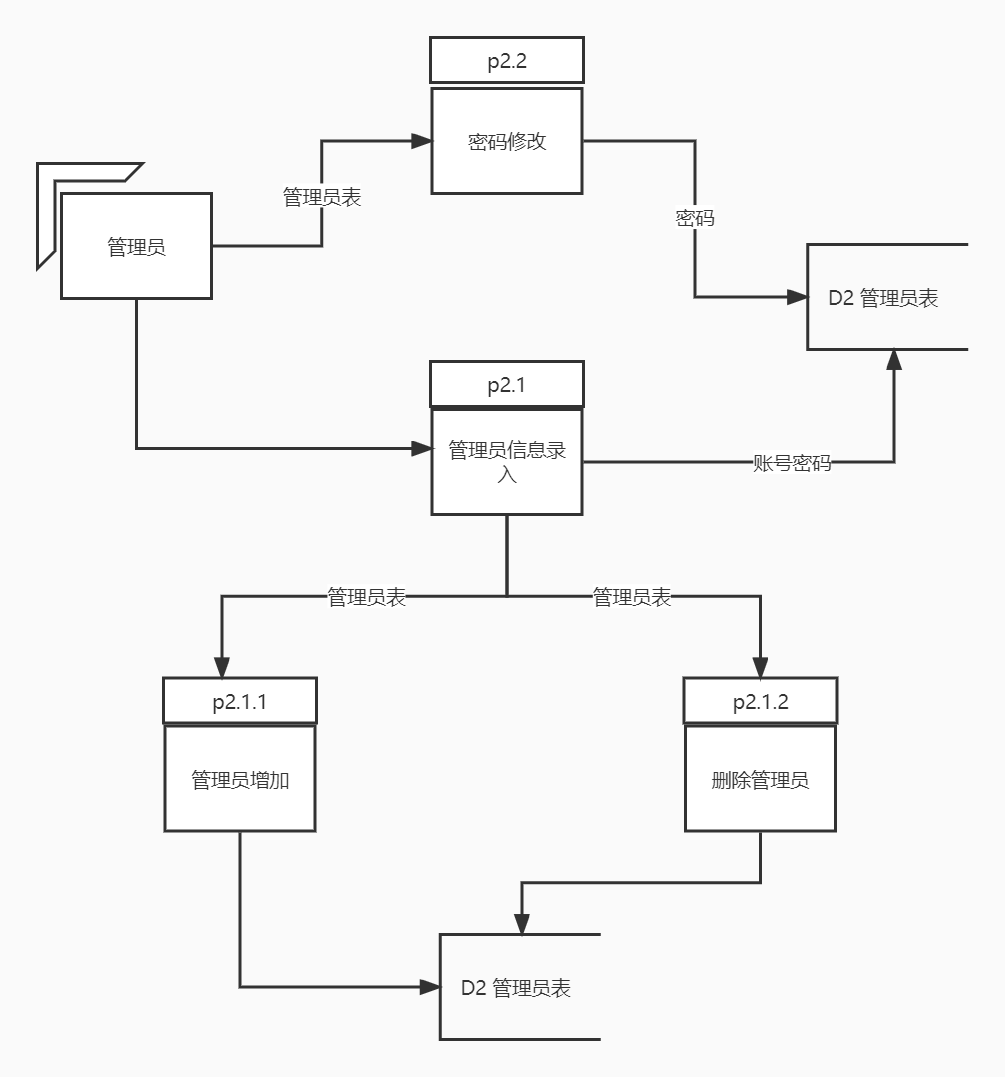 p2.2
密码修改
管理员表
管理员
密码
D2 管理员表
p2.1
管理员信息录
入
账号密码
管理员表
管理员表
p2.1.1
p2.1.2
管理员增加
删除管理员
D2 管理员表